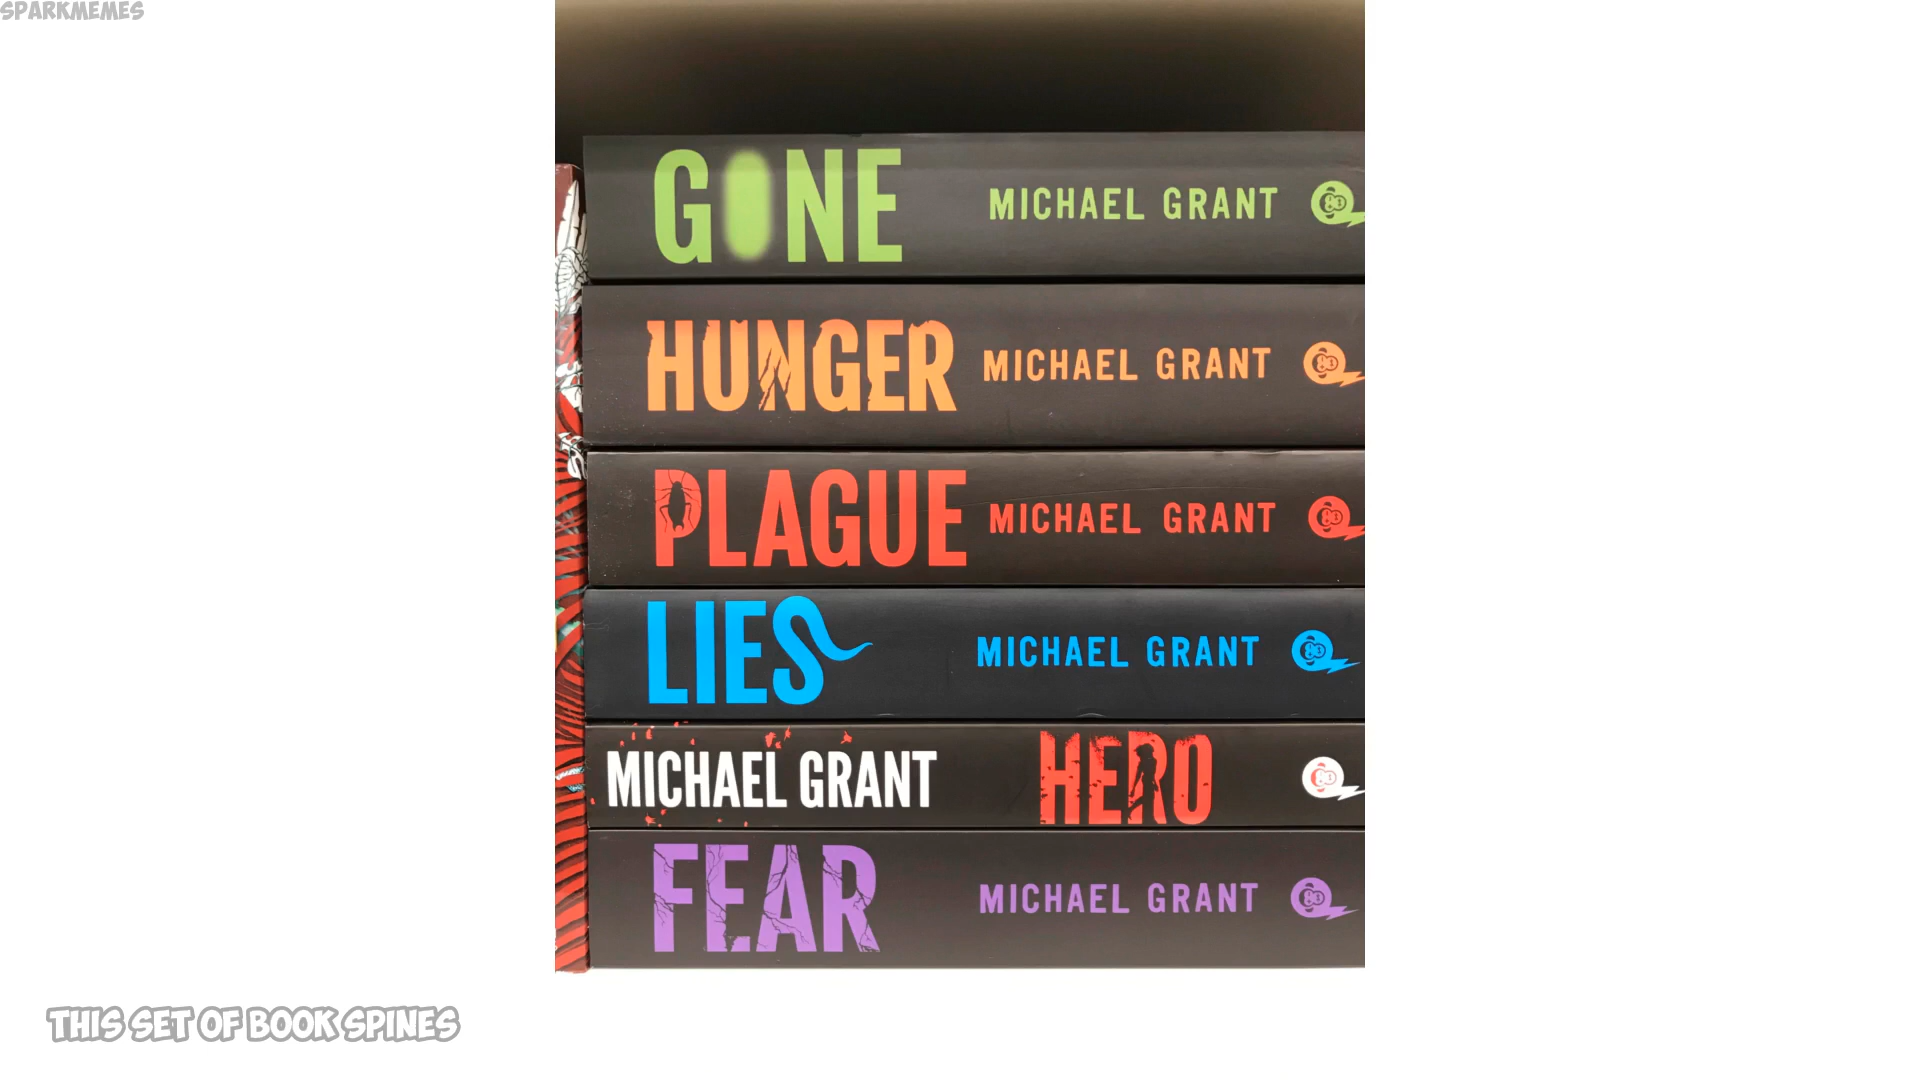 SPARKMEMES
GONE MICHAEL GRANT
HUNGER MICHAEL GRANT
PLAGUE MICHAEL GRANT
LIES MICHAEL GRANT
MICHAEL GRANT HERO
FEAR MICHAEL GRANT
THIS SET OF BOOK SPINES